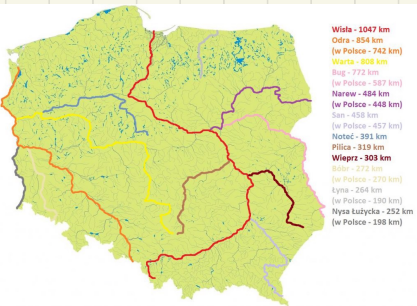 Wisła - 1047 km
Odra - 854 km
(w Polsce - 742 km)
Warta - 808 km
Bug - 772 km
(w Polsce - 587 km)
Narew - 484 km
(w Polsce - 448 km)
San - 458 km
(w Polsce - 457 km)
Noteć - 391 km
Pilica - 319 km
Wieprz - 303 km
Bóbr - 272 km
(w Polsce - 270 km)
Łyna - 264 km
(w Polsce - 190 km)
Nysa Łużycka - 252 km
(w Polsce - 198 km)